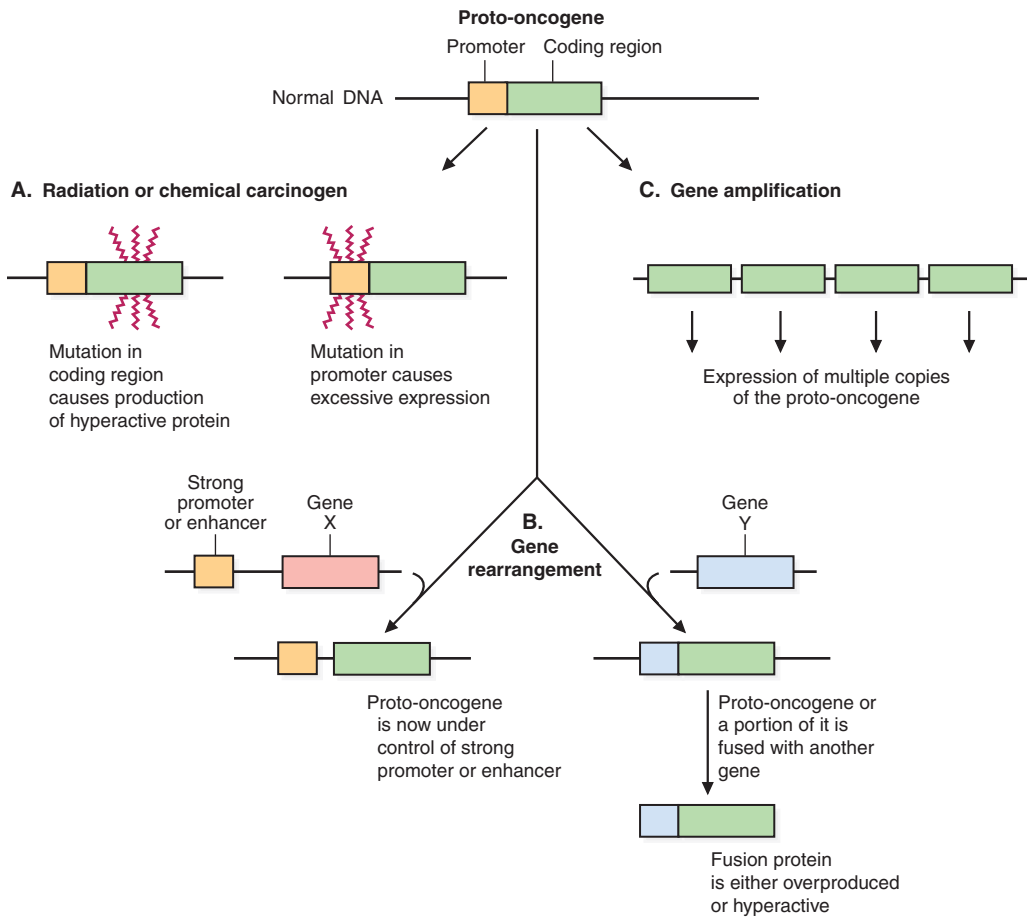 Proto-oncogene
Promoter
Coding region
Normal DNA
A. Radiation or chemical carcinogen
Mutation in
coding region
causes production
of hyperactive protein
Mutation in
promoter causes
excessive expression
C. Gene amplification
Expression of multiple copies
of the proto-oncogene
Strong
promoter
or enhancer
Gene
X
B.
Gene
rearrangement
Gene
Y
Proto-oncogene
is now under
control of strong
promoter or enhancer
Proto-oncogene or
a portion of it is
fused with another
gene
Fusion protein
is either overproduced
or hyperactive